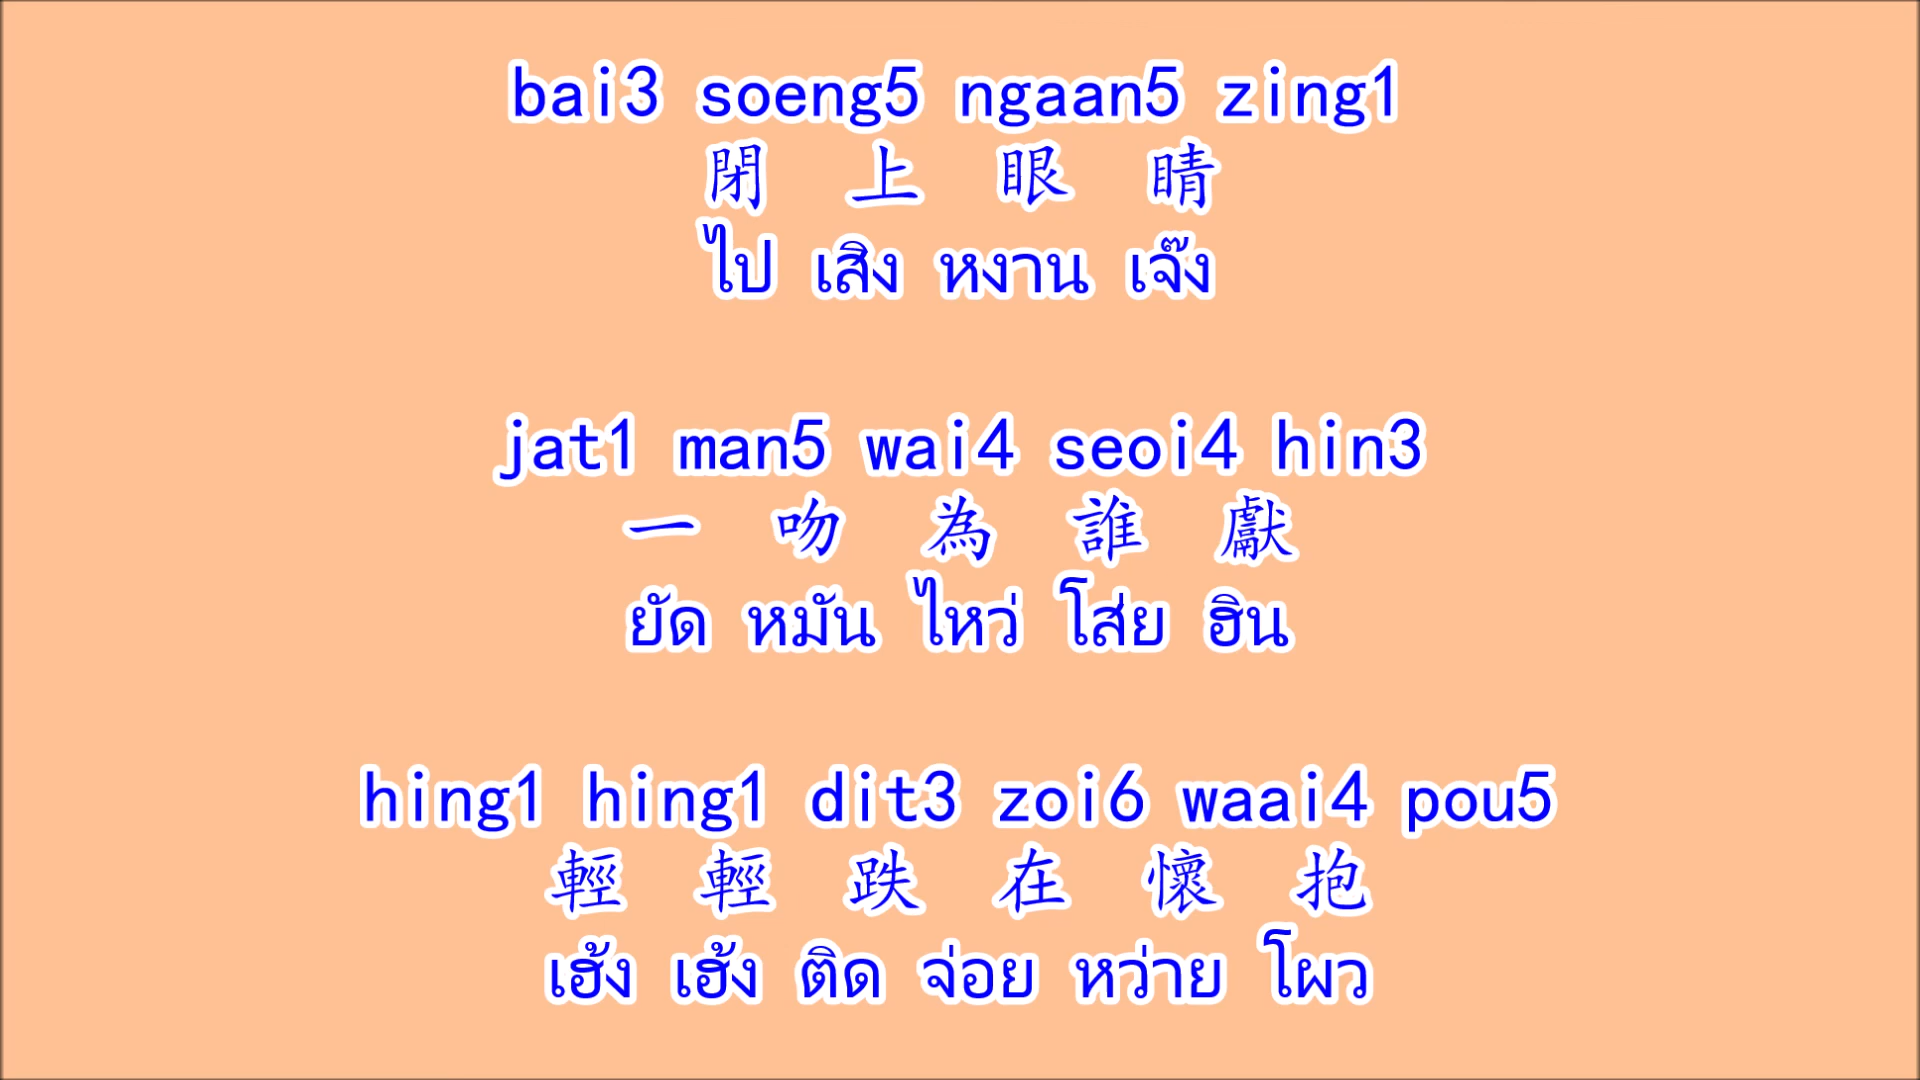 bai3 soeng5 ngaan5 zing1
閉 上 眼 睛
ไป เสิง หงาน เจ๊ง
jat1 man5 wai4 seoi4 hin3
一 吻 為 誰 獻
ยัด หมัน ไหว่ โส่ย ฮิน
hing1 hing1 dit3 zoi6 waai4 pou5
輕 輕 跌 在 懷 抱
เฮ้ง เฮ้ง ติด จ่อย หว่าย โผว